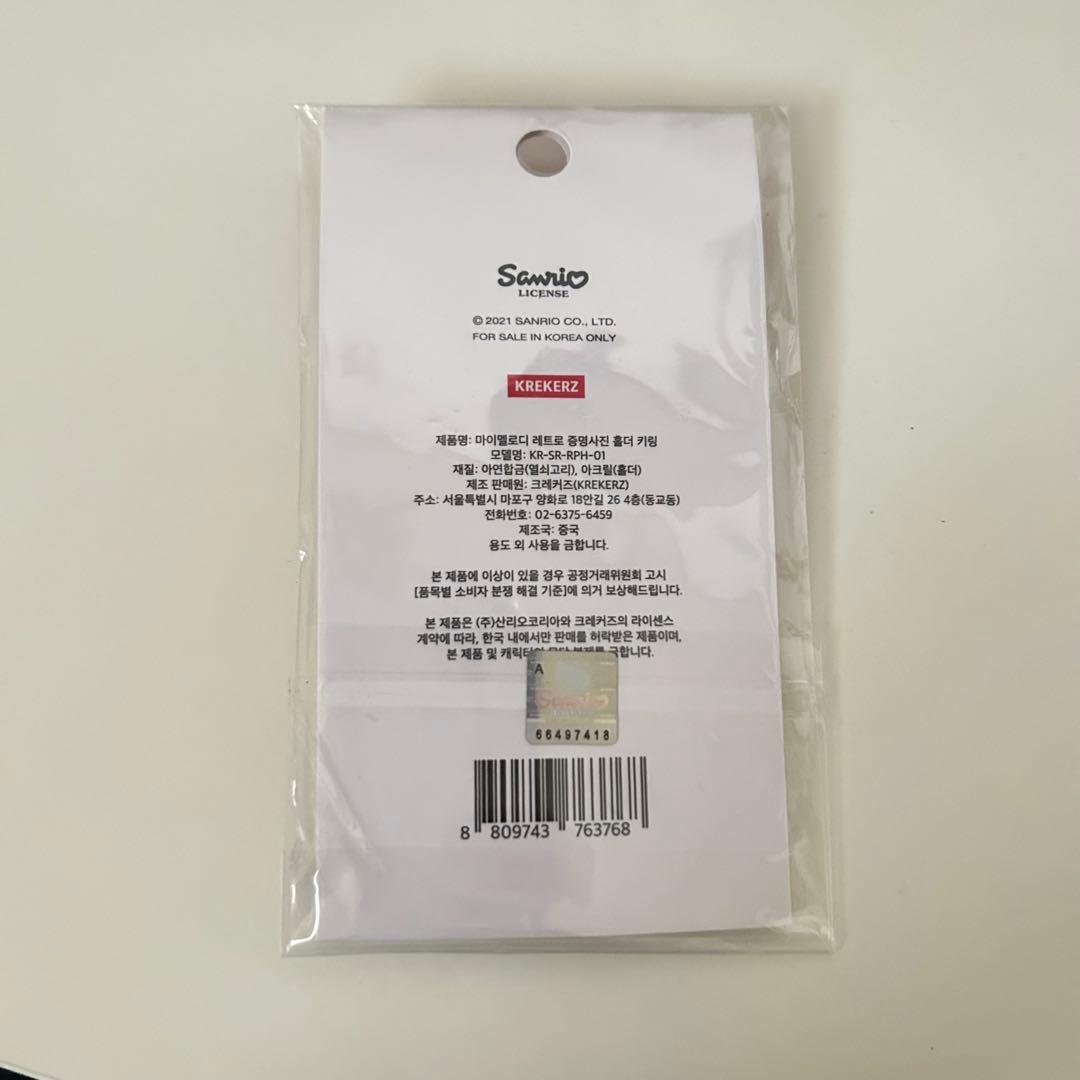 Sanrio
LICENSE
© 2021 SANRIO CO., LTD.
FOR SALE IN KOREA ONLY
KREKERZ
제품명: 마이멜로디 레트로 증명사진 홀더 키링
모델명: KR-SR-RPH-01
재질: 아연합금(열쇠고리), 아크릴(홀더)
제조 판매원: 크레커즈(KREKERZ)
주소: 서울특별시 마포구 양화로 18안길 26 4층(동교동)
전화번호: 02-6375-6459
제조국: 중국
용도 외 사용을 금합니다.
본 제품에 이상이 있을 경우 공정거래위원회 고시
[품목별 소비자 분쟁 해결 기준]에 의거 보상해드립니다.
본 제품은 (주)산리오코리아와 크레커즈의 라이센스
계약에 따라, 한국 내에서만 판매를 허락받은 제품이며,
본 제품 및 금합니다.
A
Sanrio
66497418
8 809743 763768